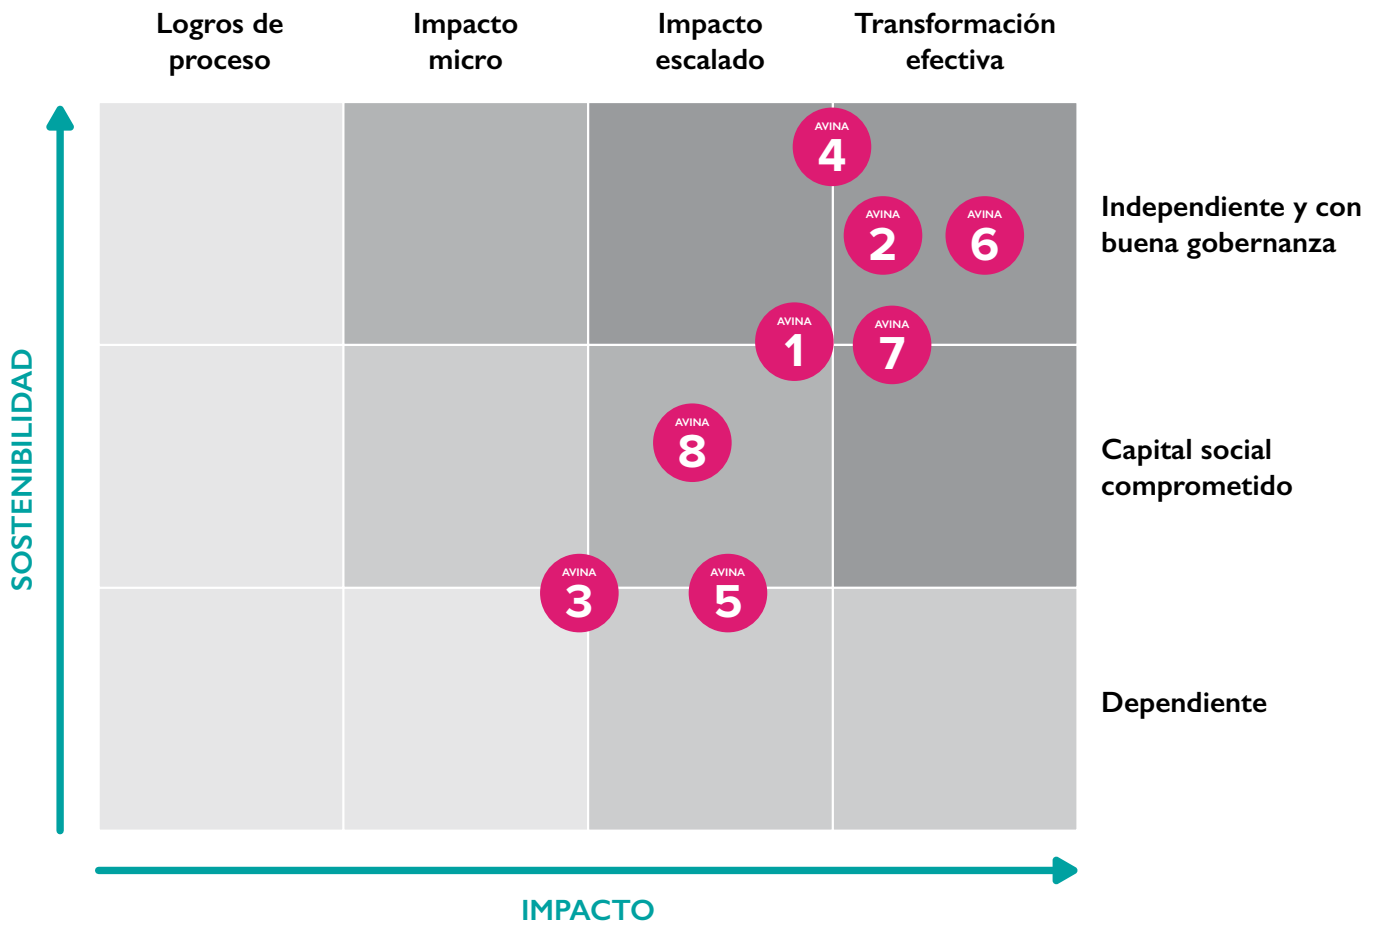 Logros de
proceso
Impacto
micro
Impacto
escalado
Transformación
efectiva
AVINA
4
AVINA
2
AVINA
6
Independiente y con
buena gobernanza
AVINA
1
AVINA
7
AVINA
8
Capital social
comprometido
AVINA
3
AVINA
5
Dependiente
SOSTENIBILIDAD
IMPACTO